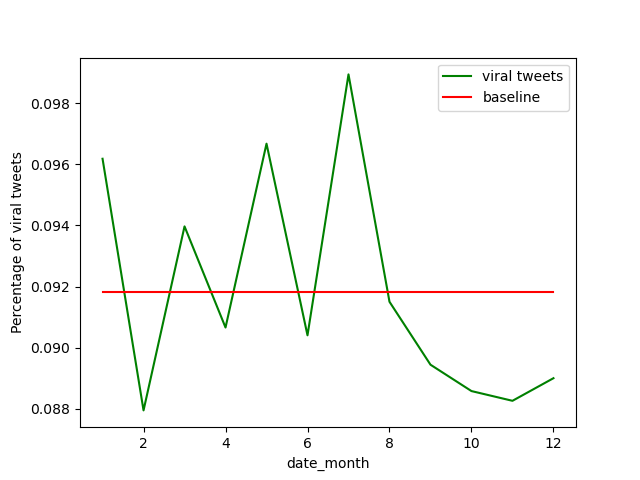 viral tweets
baseline
Percentage of viral tweets
0.098
0.096
0.094
0.092
0.090
0.088
2 4 6 8 10 12
date_month